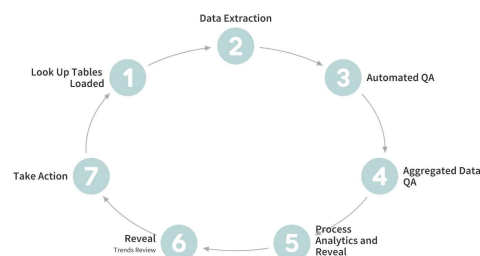 1
Look Up Tables
Loaded
2
Data Extraction
3
Automated QA
4
Aggregated Data
QA
5
Process
Analytics and
Reveal
6
Reveal
Trends Review
7
Take Action